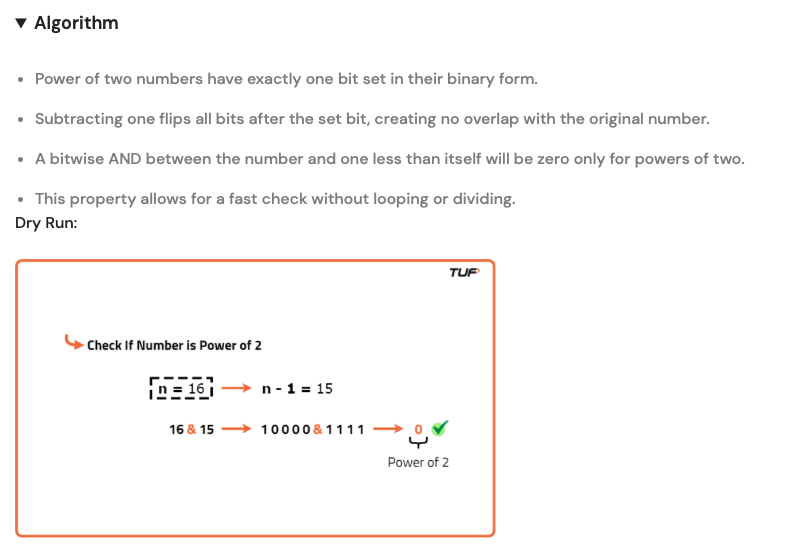 ▼ Algorithm
• Power of two numbers have exactly one bit set in their binary form.
• Subtracting one flips all bits after the set bit, creating no overlap with the original number.
• A bitwise AND between the number and one less than itself will be zero only for powers of two.
• This property allows for a fast check without looping or dividing.
Dry Run:
TUF
Check If Number is Power of 2
n = 16 → n - 1 = 15
16 & 15 → 10000 & 1111 → 0
Power of 2